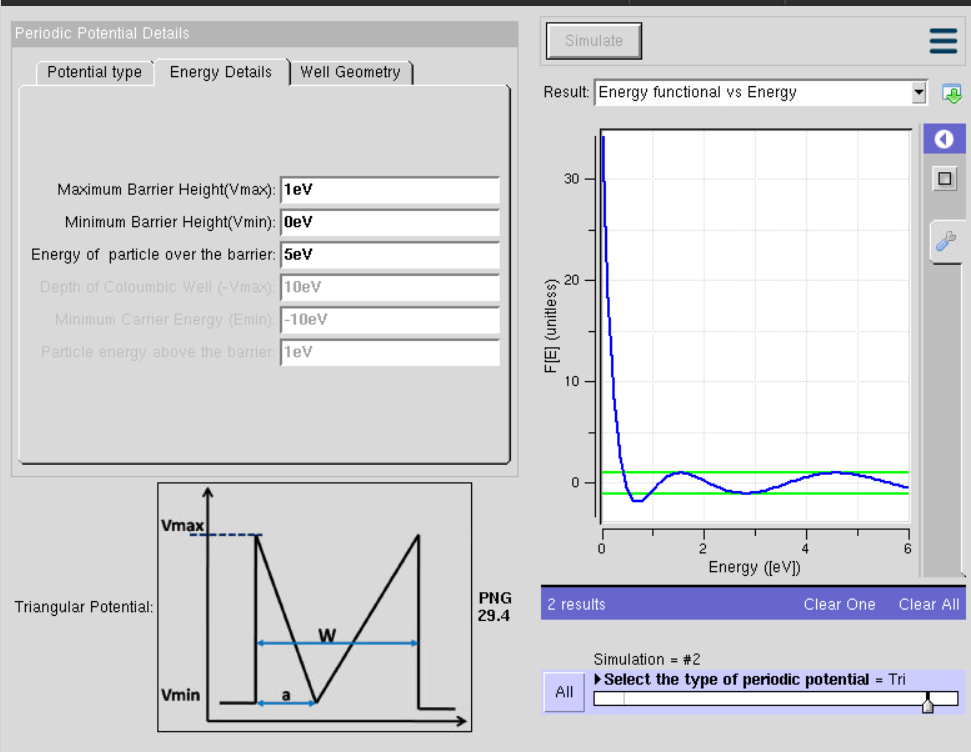 Periodic Potential Details
Potential type
Energy Details
Well Geometry
Maximum Barrier Height(Vmax): 1eV
Minimum Barrier Height(Vmin): 0eV
Energy of particle over the barrier: 5eV
Depth of Coloumbic Well (-Vmax): 10eV
Minimum Carrier Energy (Emin): -10eV
Particle energy above the barrier: 1eV
Triangular Potential:
Vmax
W
Vmin
a
PNG
29.4
Simulate
Result: Energy functional vs Energy
F[E] (unitless)
30
20
10
0
0 2 4 6
Energy ([eV])
2 results Clear One Clear All
Simulation = #2
All
Select the type of periodic potential = Tri